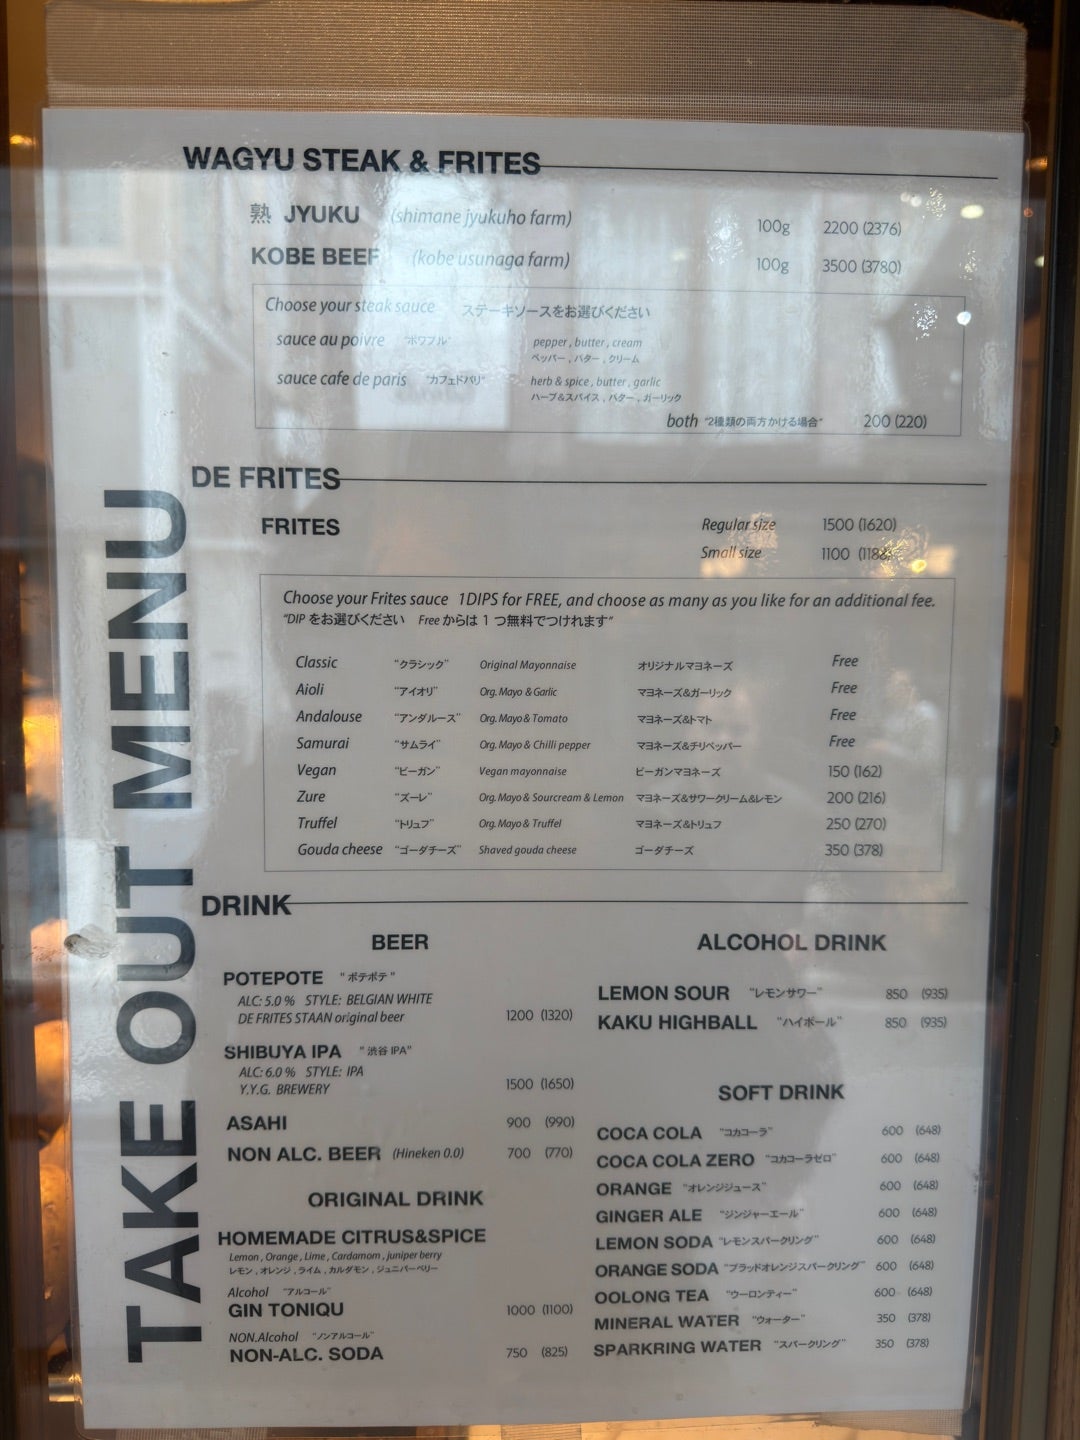 TAKE OUT MENU
WAGYU STEAK & FRITES
熟 JYUKU (shimane jyukuho farm) 100g 2200 (2376)
KOBE BEEF (kobe usunaga farm) 100g 3500 (3780)
Choose your steak sauce ステーキソースをお選びください
sauce au poivre "ポワブル" pepper , butter , cream
ペッパー , バター , クリーム
sauce cafe de paris "カフェドパリ" herb & spice , butter , garlic
ハーブ&スパイス , バター , ガーリック
both "2種類の両方かける場合" 200 (220)
DE FRITES
FRITES Regular size 1500 (1620)
Small size 1100 (1188)
Choose your Frites sauce 1DIPS for FREE, and choose as many as you like for an additional fee.
"DIP をお選びください Free からは 1 つ無料でつけれます"
Classic "クラシック" Original Mayonnaise オリジナルマヨネーズ Free
Aioli "アイオリ" Org. Mayo & Garlic マヨネーズ&ガーリック Free
Andalouse "アンダルース" Org. Mayo & Tomato マヨネーズ&トマト Free
Samurai "サムライ" Org. Mayo & Chilli pepper マヨネーズ&チリペッパー Free
Vegan "ビーガン" Vegan mayonnaise ビーガンマヨネーズ 150 (162)
Zure "ズーレ" Org. Mayo & Sourcream & Lemon マヨネーズ&サワークリーム&レモン 200 (216)
Truffel "トリュフ" Org. Mayo & Truffel マヨネーズ&トリュフ 250 (270)
Gouda cheese "ゴーダチーズ" Shaved gouda cheese ゴーダチーズ 350 (378)
DRINK
BEER
POTEPOTE "ポテポテ"
ALC: 5.0 % STYLE: BELGIAN WHITE
DE FRITES STAAN original beer 1200 (1320)
SHIBUYA IPA "渋谷 IPA"
ALC: 6.0 % STYLE: IPA
Y.Y.G. BREWERY 1500 (1650)
ASAHI 900 (990)
NON ALC. BEER (Hineken 0.0) 700 (770)
ORIGINAL DRINK
HOMEMADE CITRUS&SPICE
Lemon , Orange , Lime , Cardamom , juniper berry
レモン , オレンジ , ライム , カルダモン , ジュニパーベリー
Alcohol "アルコール"
GIN TONIQU 1000 (1100)
NON.Alcohol "ノンアルコール"
NON-ALC. SODA 750 (825)
ALCOHOL DRINK
LEMON SOUR "レモンサワー" 850 (935)
KAKU HIGHBALL "ハイボール" 850 (935)
SOFT DRINK
COCA COLA "コカコーラ" 600 (648)
COCA COLA ZERO "コカコーラゼロ" 600 (648)
ORANGE "オレンジジュース" 600 (648)
GINGER ALE "ジンジャーエール" 600 (648)
LEMON SODA "レモンスパークリング" 600 (648)
ORANGE SODA "ブラッドオレンジスパークリング" 600 (648)
OOLONG TEA "ウーロンティー" 600 (648)
MINERAL WATER "ウォーター" 350 (378)
SPARKRING WATER "スパークリング" 350 (378)